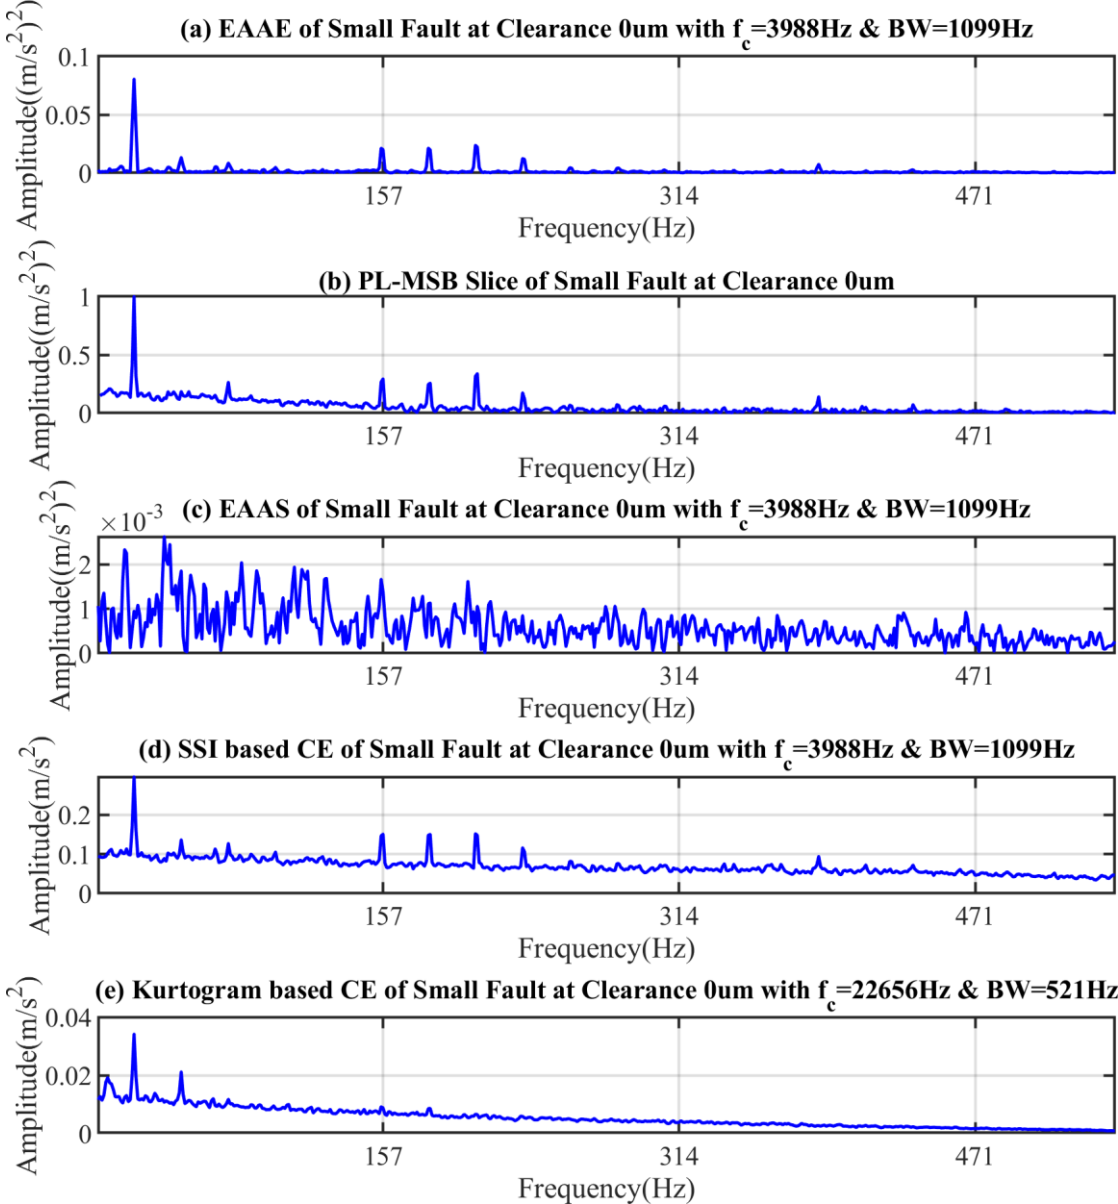 (a) EAAE of Small Fault at Clearance 0um with f_c=3988Hz & BW=1099Hz
Amplitude((m/s²)²)
0.1
0.05
0
157
314
471
Frequency(Hz)
(b) PL-MSB Slice of Small Fault at Clearance 0um
Amplitude((m/s²)²)
1
0.5
0
157
314
471
Frequency(Hz)
(c) EAAS of Small Fault at Clearance 0um with f_c=3988Hz & BW=1099Hz
×10⁻³
Amplitude((m/s²)²)
2
1
0
157
314
471
Frequency(Hz)
(d) SSI based CE of Small Fault at Clearance 0um with f_c=3988Hz & BW=1099Hz
Amplitude(m/s²)
0.2
0.1
0
157
314
471
Frequency(Hz)
(e) Kurtogram based CE of Small Fault at Clearance 0um with f_c=22656Hz & BW=521Hz
Amplitude(m/s²)
0.04
0.02
0
157
314
471
Frequency(Hz)